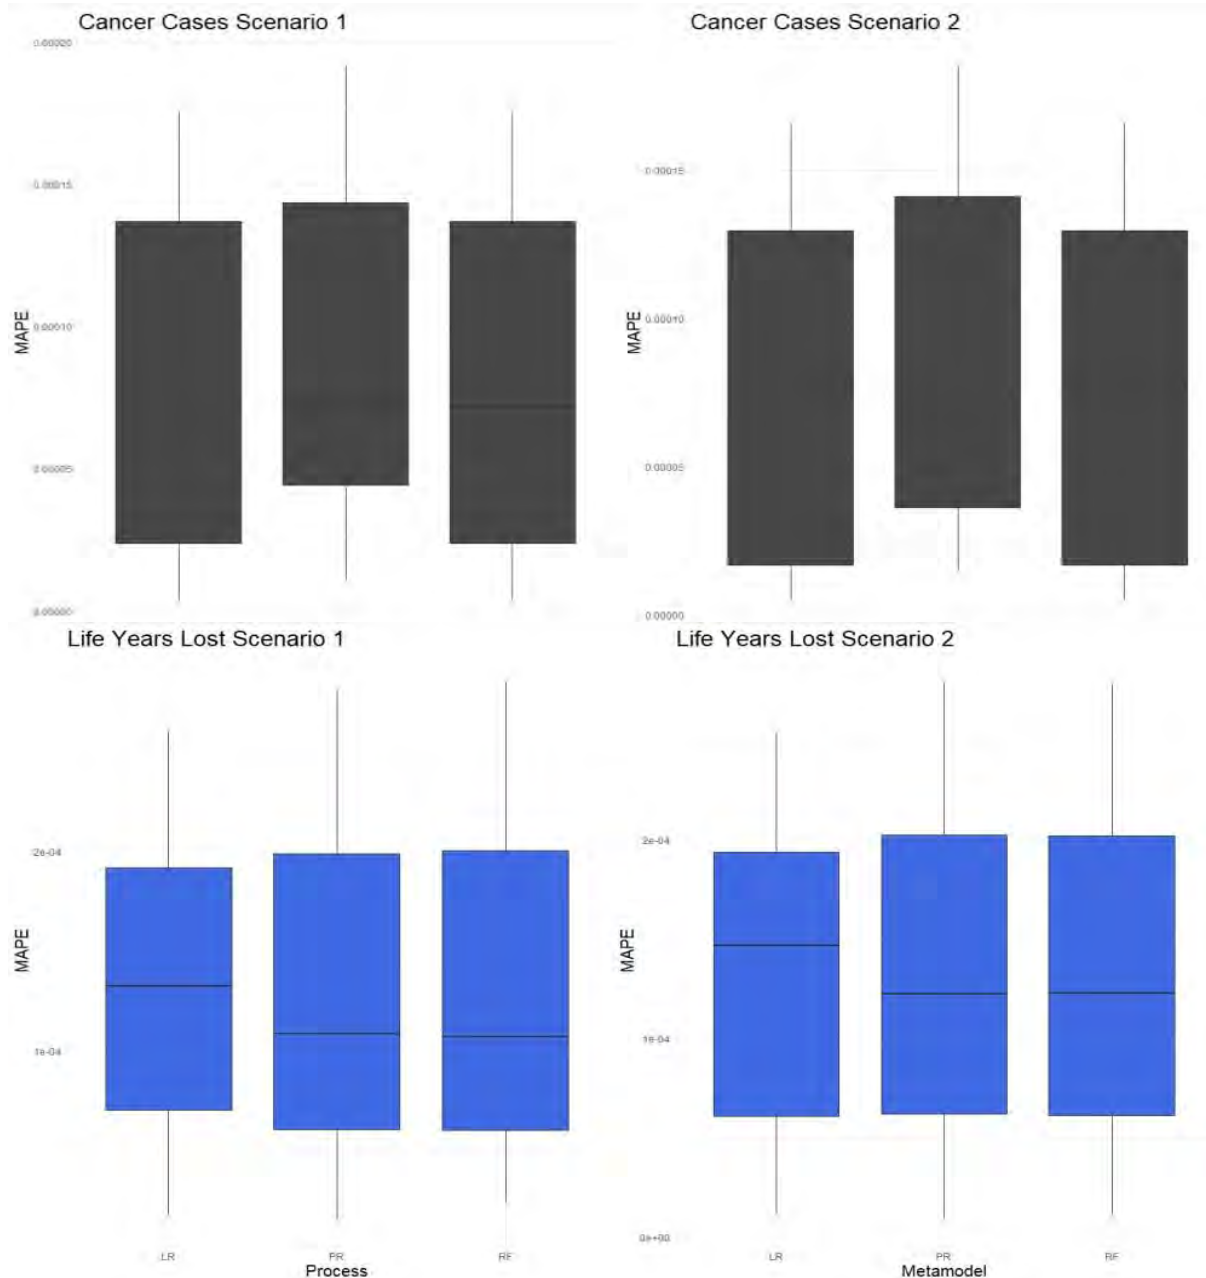 Cancer Cases Scenario 1
0.00020
0.00015
MAPE
0.00010
0.00005
0.00000
Cancer Cases Scenario 2
0.00015
MAPE
0.00010
0.00005
0.00000
Life Years Lost Scenario 1
2e-04
MAPE
1e-04
LR
PR
RF
Process
Life Years Lost Scenario 2
2e-04
MAPE
1e-04
0e+00
LR
PR
RF
Metamodel